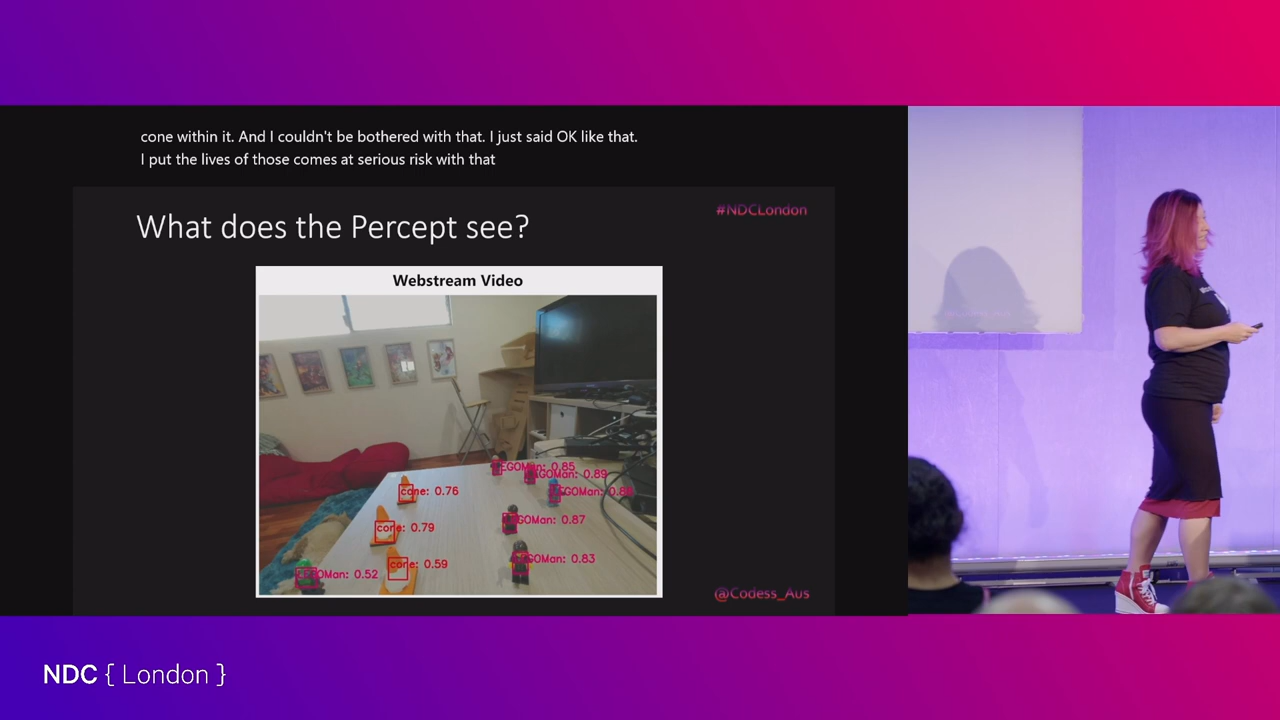 cone within it. And I couldn't be bothered with that. I just said OK like that.
I put the lives of those comes at serious risk with that
What does the Percept see?
#NDCLondon
Webstream Video
LEGOMan: 0.85
LEGOMan: 0.89
cone: 0.76
LEGOMan:
LEGOMan: 0.87
cone: 0.79
LEGOMan: 0.83
cone: 0.59
LEGOMan: 0.52
@Codess_Aus
NDC { London }